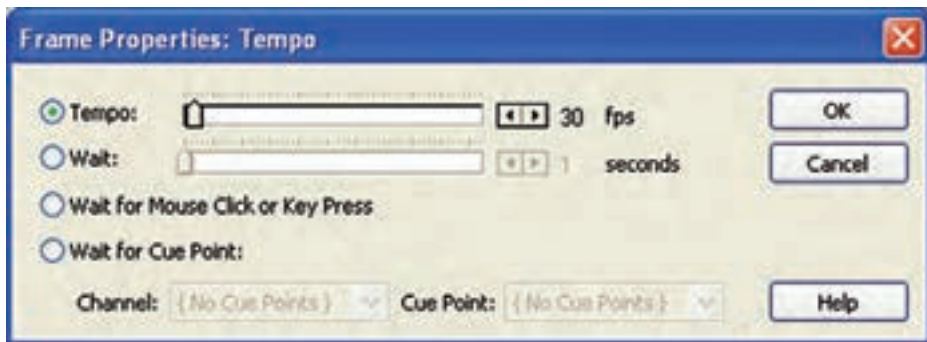 Frame Properties: Tempo
Tempo: 30 fps OK
Wait: 1 seconds Cancel
Wait for Mouse Click or Key Press
Wait for Cue Point:
Channel: { No Cue Points } Cue Point: { No Cue Points } Help